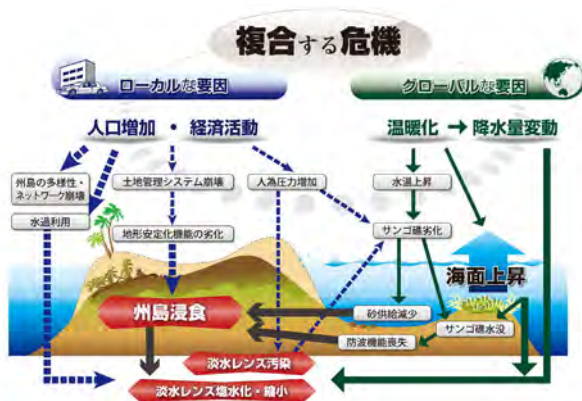 複合する危機
ローカルな要因
グローバルな要因
人口増加・経済活動
温暖化→降水量変動
州島の多様性・
ネットワーク崩壊
土地管理システム崩壊
人為圧力増加
水温上昇
水過利用
地形安定化機能の劣化
サンゴ礁劣化
海面上昇
州島浸食
砂供給減少
サンゴ礁水没
防波機能喪失
淡水レンズ汚染
淡水レンズ塩水化・縮小